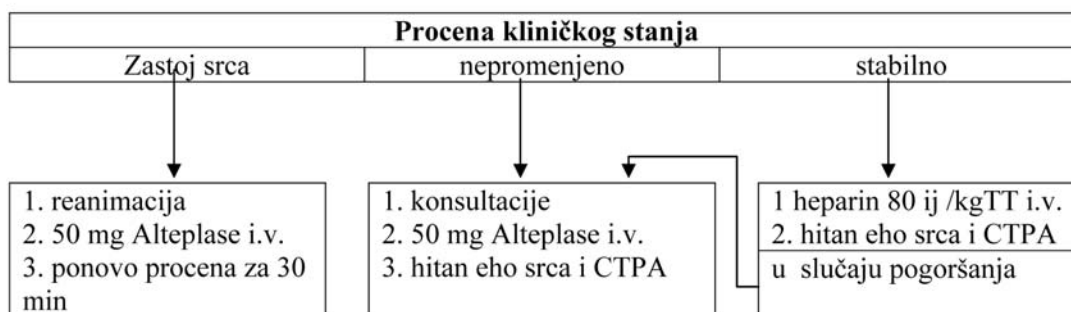 Procena kliničkog stanja
Zastoj srca
nepromenjeno
stabilno
1. reanimacija
2. 50 mg Alteplase i.v.
3. ponovo procena za 30
min
1. konsultacije
2. 50 mg Alteplase i.v.
3. hitan eho srca i CTPA
1 heparin 80 ij /kgTT i.v.
2. hitan eho srca i CTPA
u slučaju pogoršanja